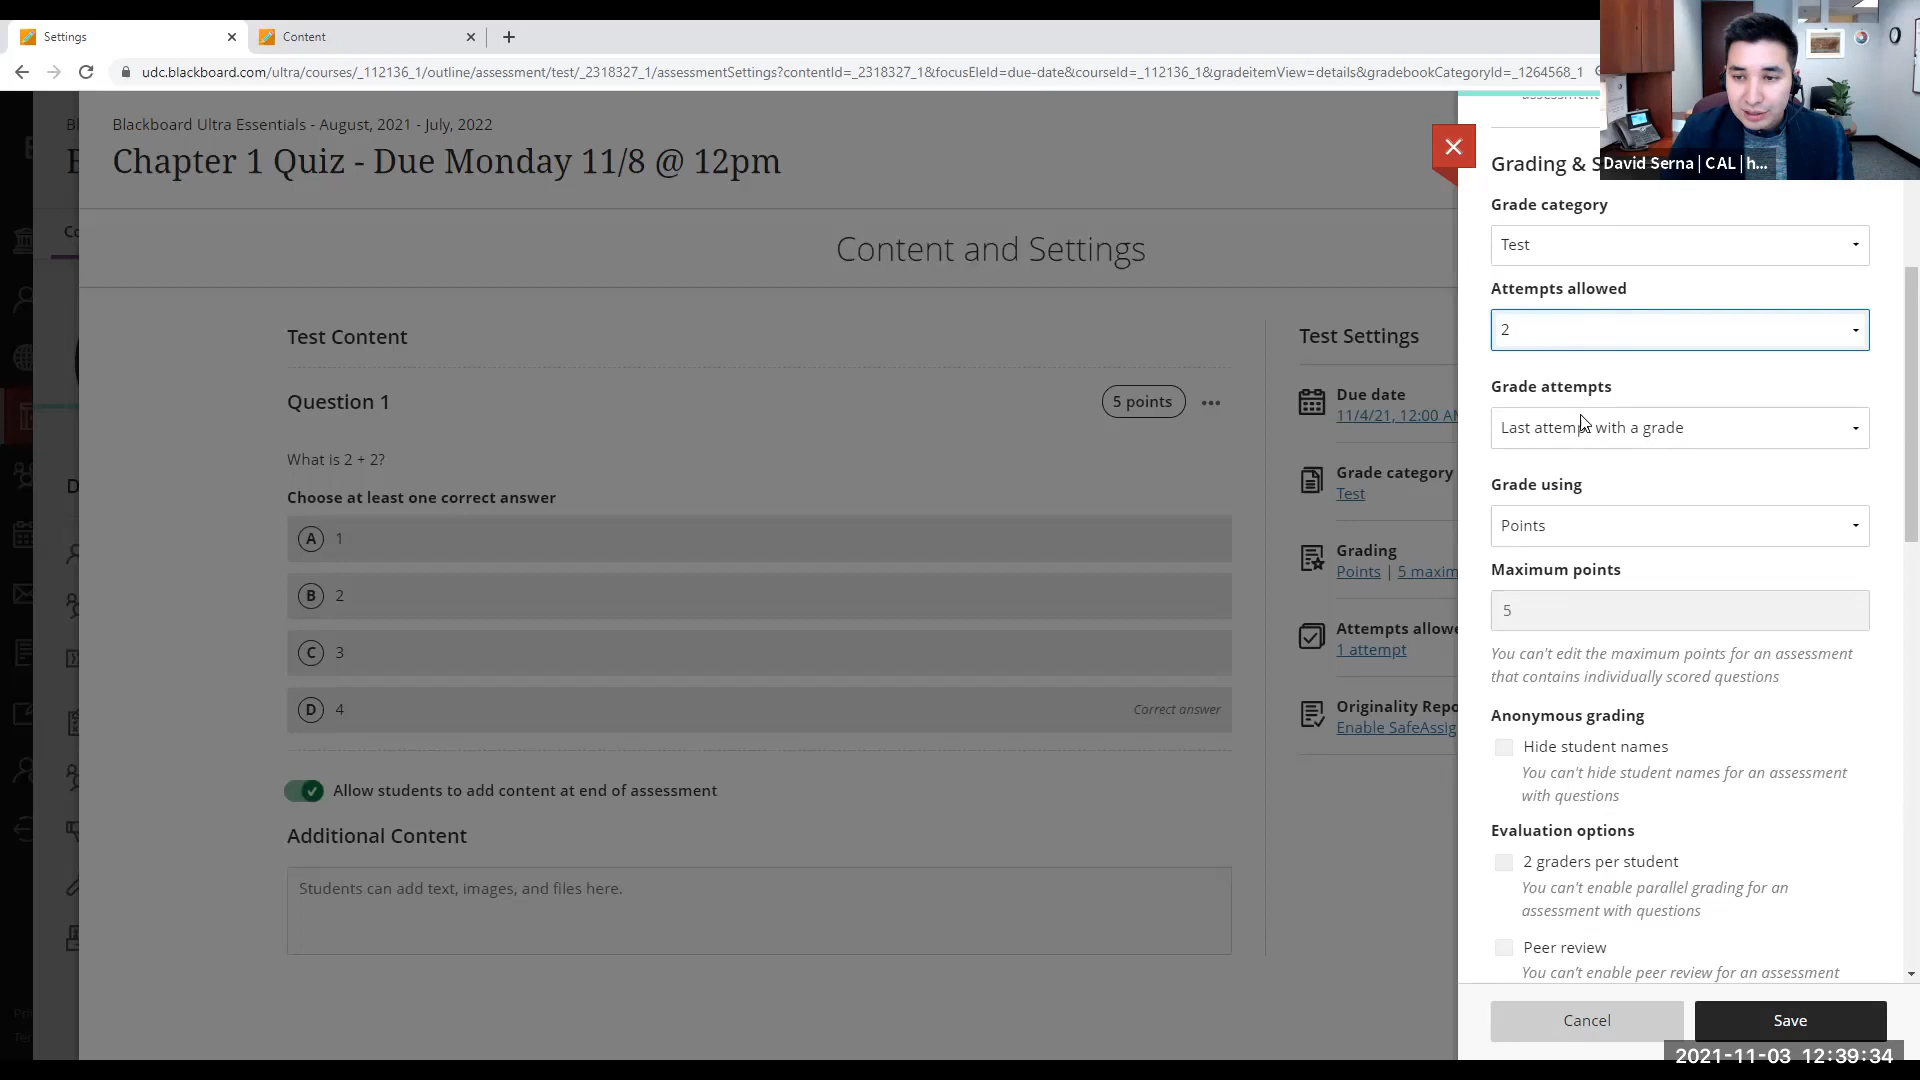 Settings
Content
udc.blackboard.com/ultra/courses/_112136_1/outline/assessment/test/_2318327_1/assessmentSettings?contentId=_2318327_1&focusEleId=due-date&courseId=_112136_1&gradeitemView=details&gradebookCategoryId=_1264568_1
Blackboard Ultra Essentials - August, 2021 - July, 2022
Chapter 1 Quiz - Due Monday 11/8 @ 12pm
Content and Settings
Test Content
Question 1
5 points
What is 2 + 2?
Choose at least one correct answer
A 1
B 2
C 3
D 4
Correct answer
Allow students to add content at end of assessment
Additional Content
Students can add text, images, and files here.
Test Settings
Due date
11/4/21, 12:00 AM
Grade category
Test
Grading
Points | 5 maxim
Attempts allowe
1 attempt
Originality Repo
Enable SafeAssig
assessment
Grading & S
David Serna | CAL | h...
Grade category
Test
Attempts allowed
2
Grade attempts
Last attempt with a grade
Grade using
Points
Maximum points
5
You can't edit the maximum points for an assessment
that contains individually scored questions
Anonymous grading
Hide student names
You can't hide student names for an assessment
with questions
Evaluation options
2 graders per student
You can't enable parallel grading for an
assessment with questions
Peer review
You can't enable peer review for an assessment
Cancel
Save
2021-11-03 12:39:34